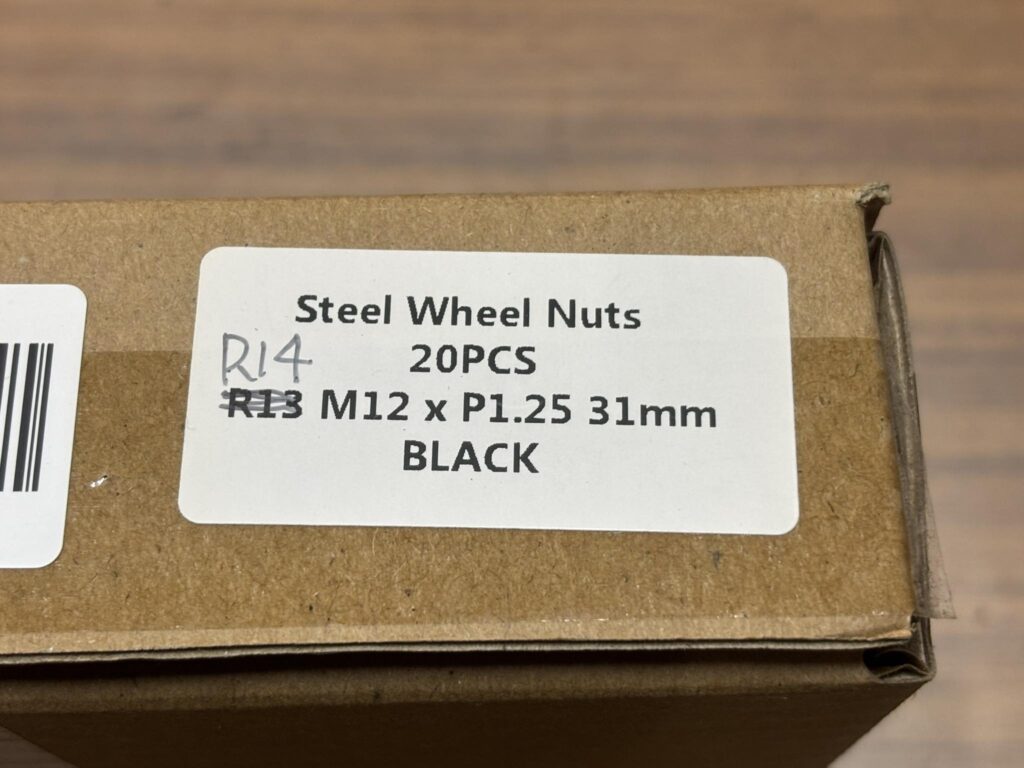 Steel Wheel Nuts
R14 20PCS
R13 M12 x P1.25 31mm
BLACK